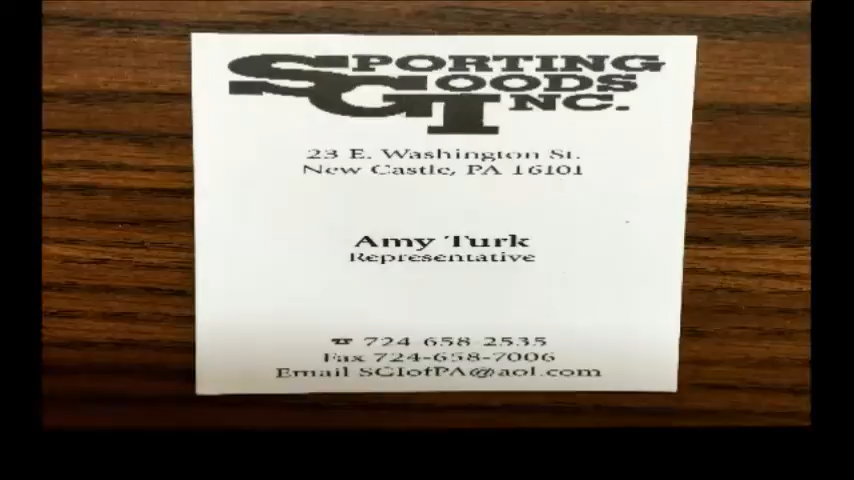 SPORTING
GOODS
INC.
23 E. Washington St.
New Castle, PA 16101
Amy Turk
Representative
☎ 724-658-2535
Fax 724-658-7006
Email SGIofPA@aol.com